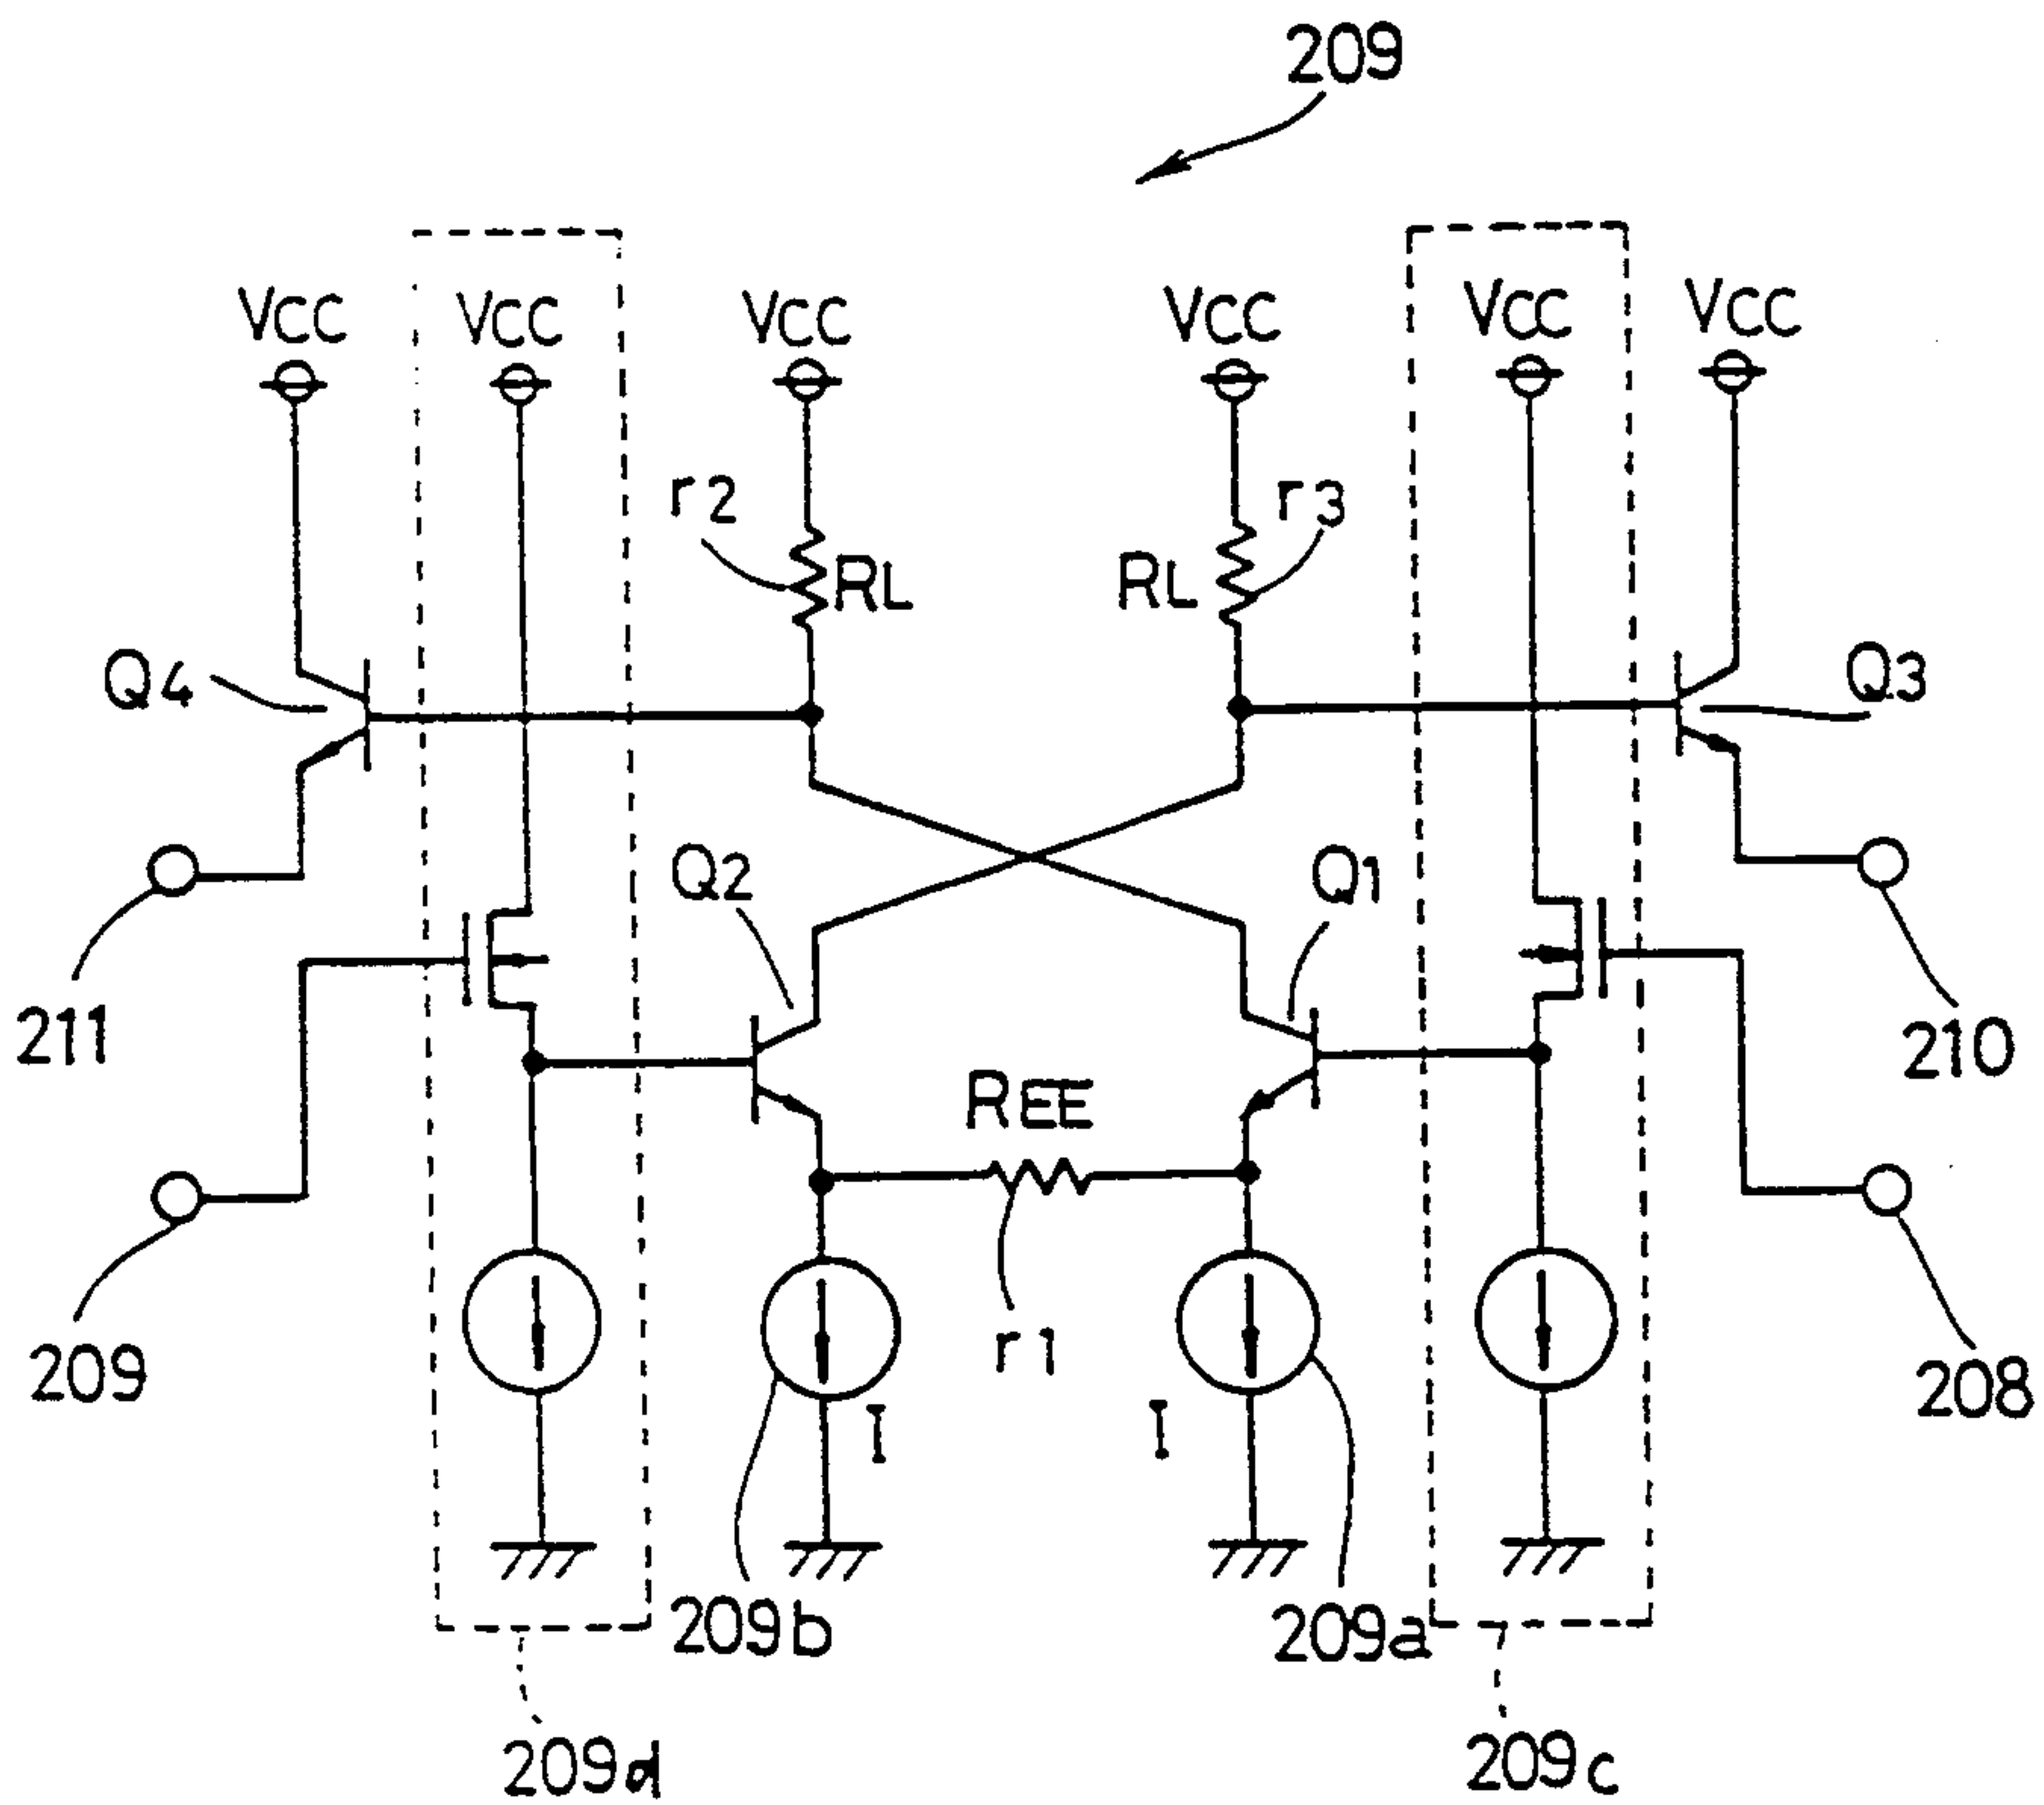 209
VCC VCC VCC VCC VCC VCC
r2 r3
RL RL
Q4 Q3
Q2 Q1
211 210
REE
r1
209 208
I I
209b 209a
209d 209c